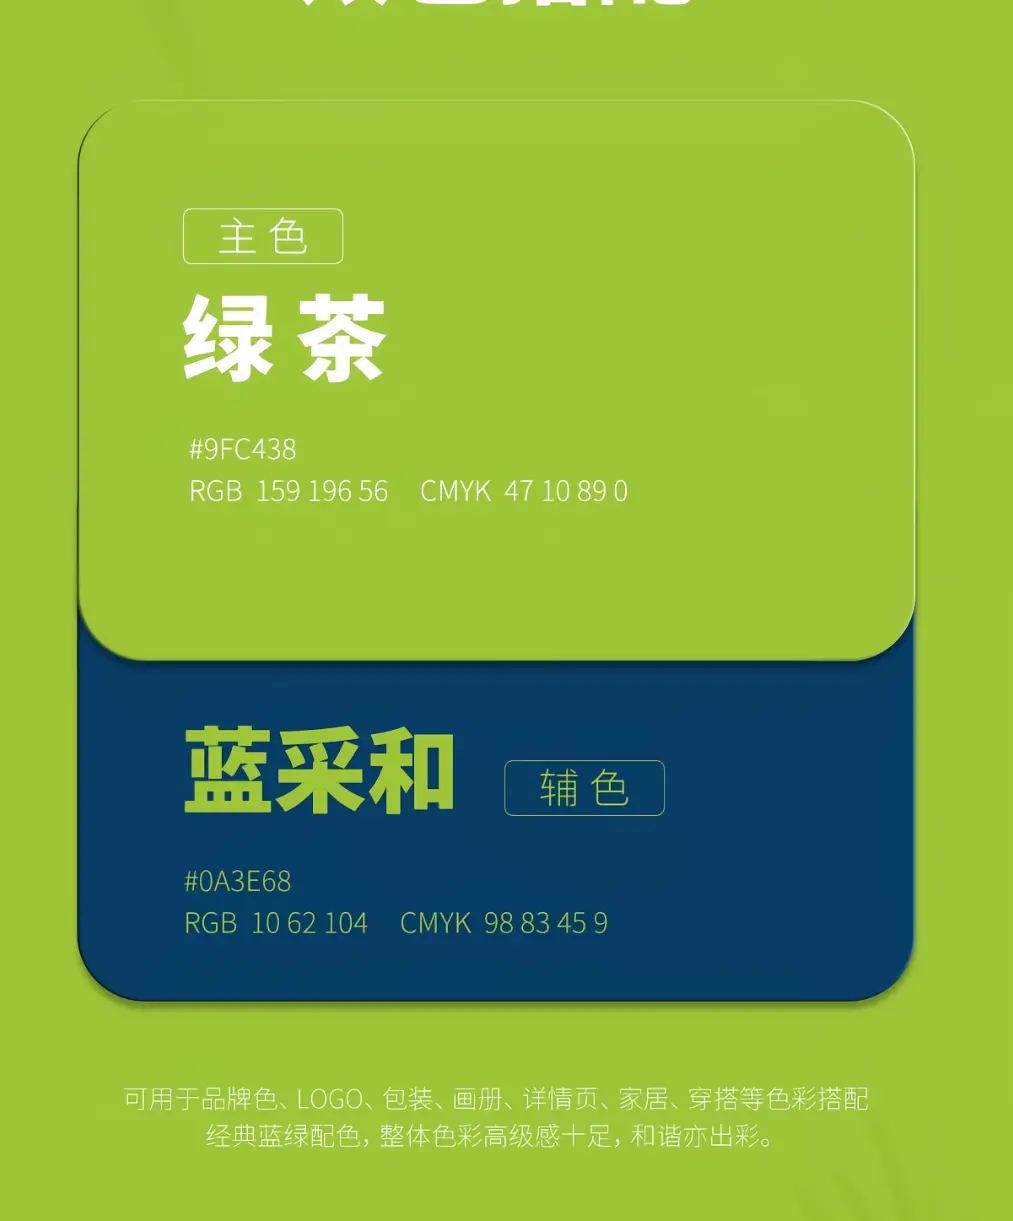 主色
绿茶
#9FC438
RGB 159 196 56 CMYK 47 10 89 0
蓝采和 辅色
#0A3E68
RGB 10 62 104 CMYK 98 83 45 9
可用于品牌色、LOGO、包装、画册、详情页、家居、穿搭等色彩搭配
经典蓝绿配色，整体色彩高级感十足，和谐亦出彩。